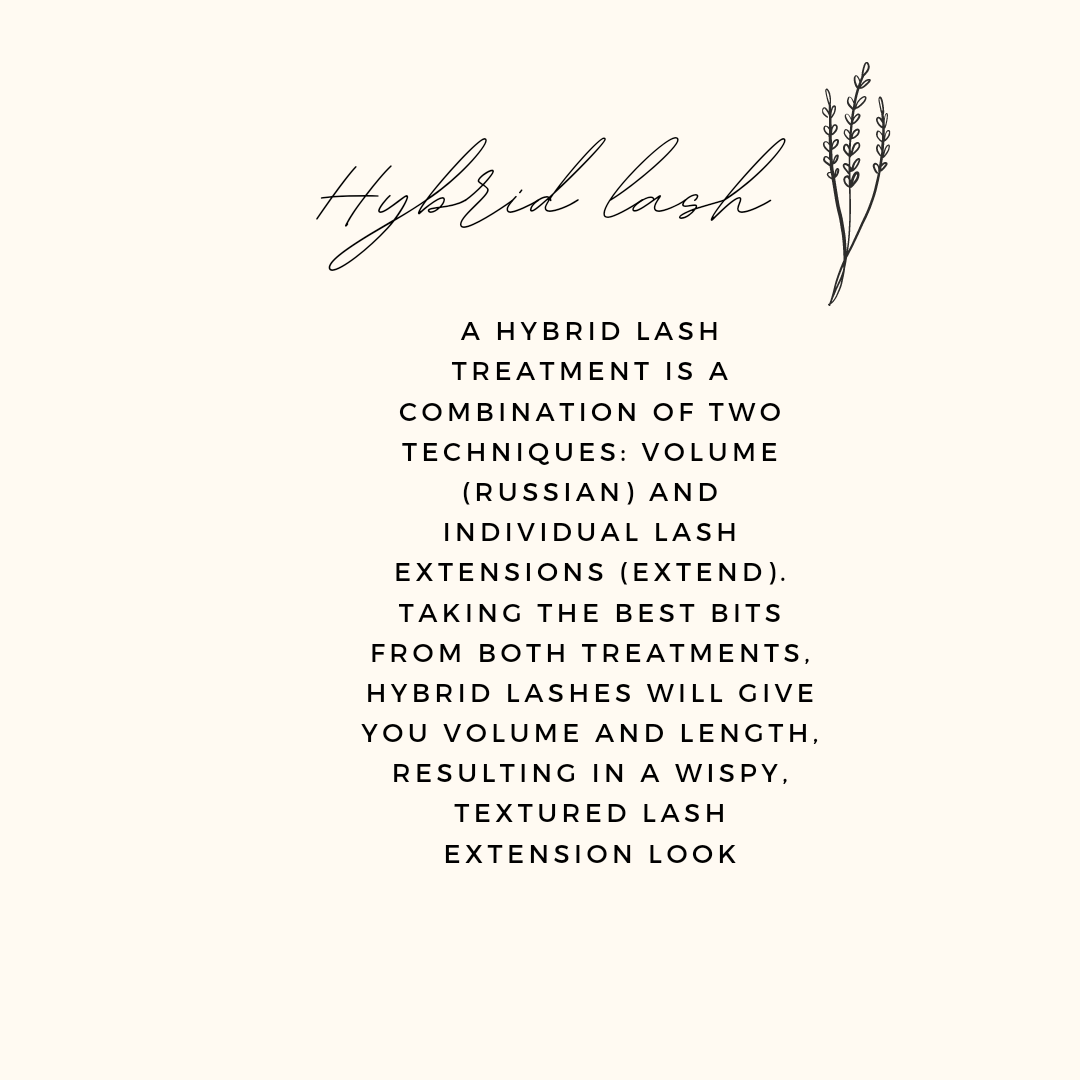 Hybrid lash
A HYBRID LASH
TREATMENT IS A
COMBINATION OF TWO
TECHNIQUES: VOLUME
(RUSSIAN) AND
INDIVIDUAL LASH
EXTENSIONS (EXTEND).
TAKING THE BEST BITS
FROM BOTH TREATMENTS,
HYBRID LASHES WILL GIVE
YOU VOLUME AND LENGTH,
RESULTING IN A WISPY,
TEXTURED LASH
EXTENSION LOOK